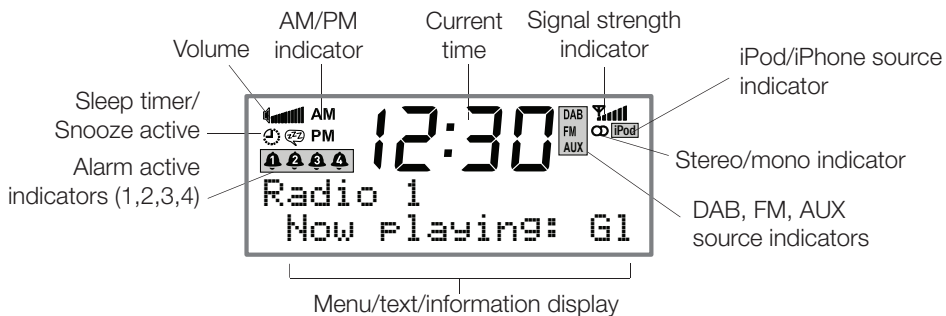 AM/PM
indicator
Current
time
Signal strength
indicator
Volume
iPod/iPhone source
indicator
Sleep timer/
Snooze active
Alarm active
indicators (1,2,3,4)
AM
PM
zZZ
1 2 3 4
12:30
DAB
FM
AUX
iPod
Stereo/mono indicator
Radio 1
Now playing: Gl
DAB, FM, AUX
source indicators
Menu/text/information display